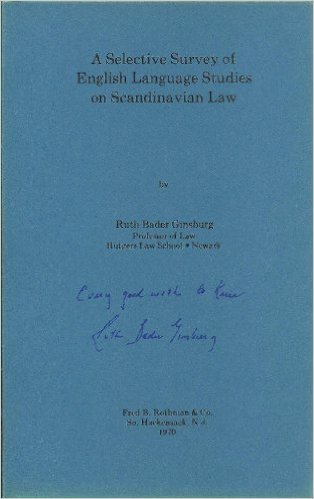 A Selective Survey of
English Language Studies
on Scandinavian Law
by
Ruth Bader Ginsburg
Professor of Law
Rutgers Law School • Newark
Every good wish to
Ruth Bader Ginsburg
Fred B. Rothman & Co.
So. Hackensack, N.J.
1970